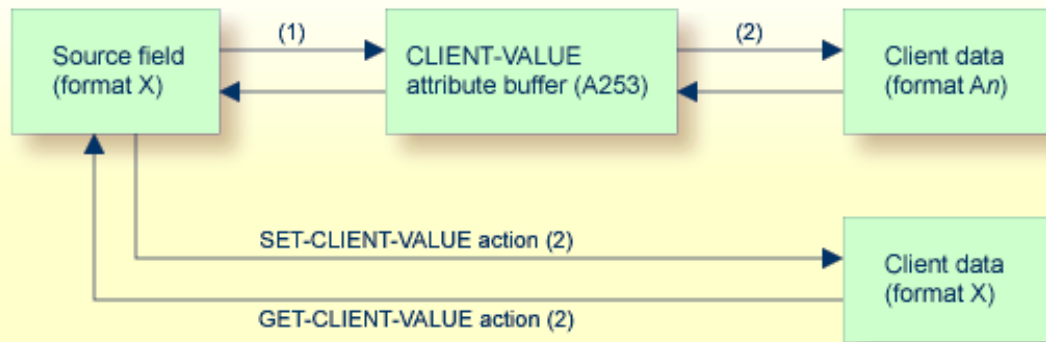 (1)
(2)
Source field
(format X)
CLIENT-VALUE
attribute buffer (A253)
Client data
(format An)
SET-CLIENT-VALUE action (2)
GET-CLIENT-VALUE action (2)
Client data
(format X)